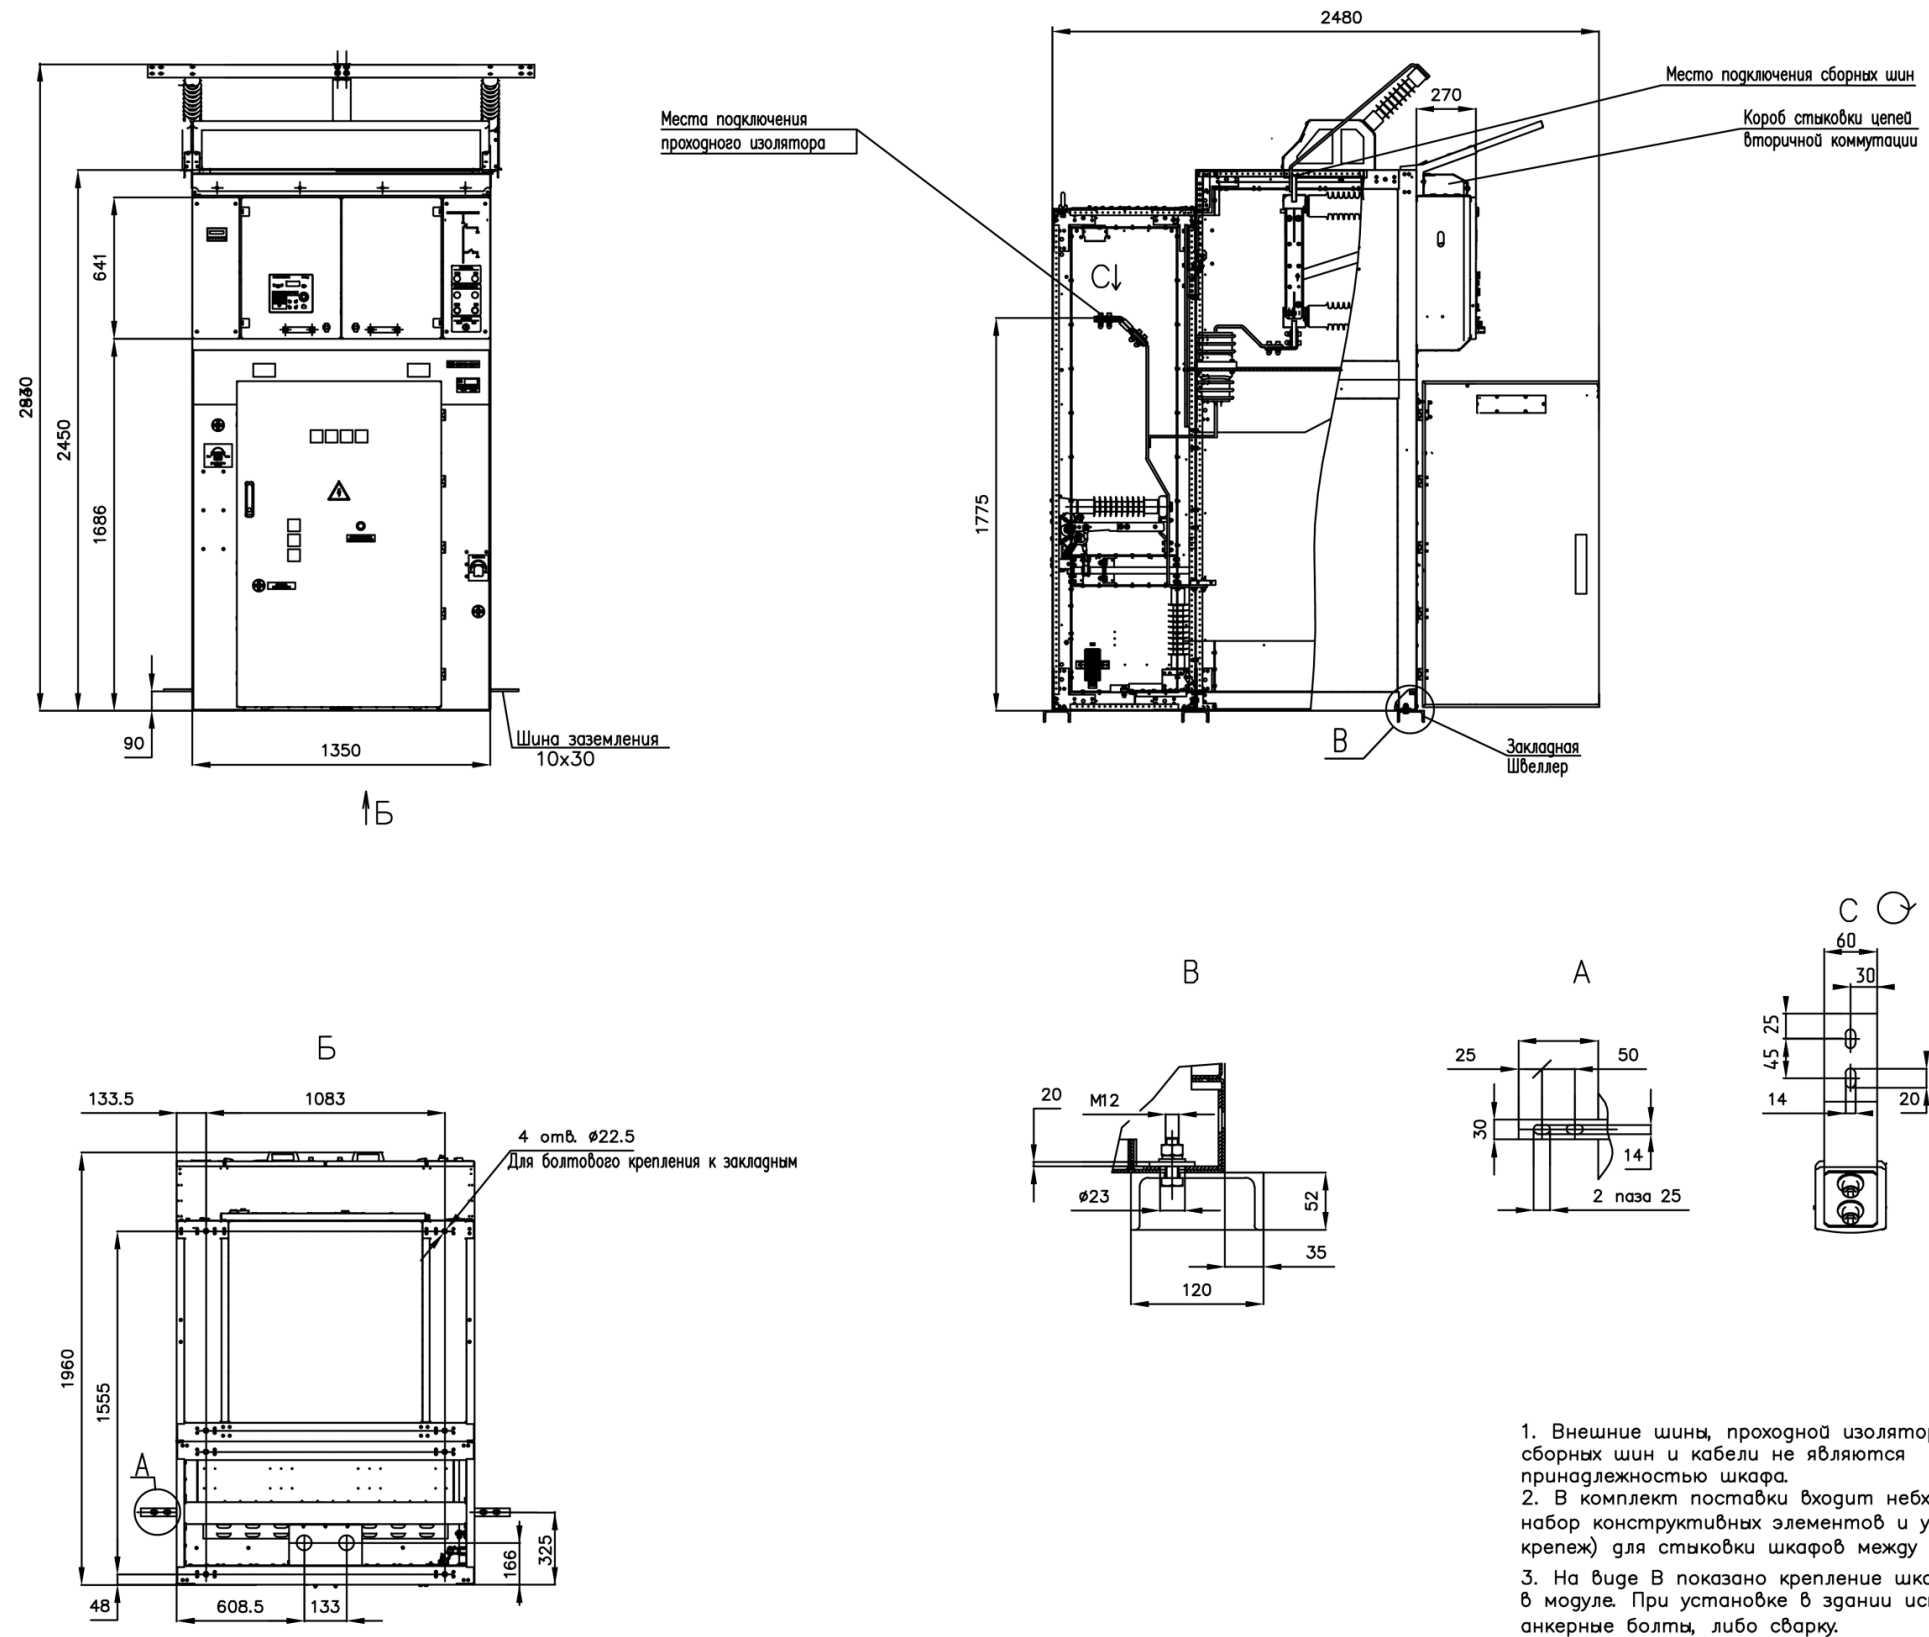 2480
Место подключения сборных шин
270
Места подключения
проходного изолятора
Короб стыковки цепей
вторичной коммутации
C
641
2450
1686
1775
90
1350
Шина заземления
10х30
В
Закладная
Швеллер
Б
С
60
30
25
45
14
20
В
20
М12
ø23
52
35
120
А
25
50
30
14
2 паза 25
Б
133.5
1083
4 отв. ø22.5
Для болтового крепления к закладным
1960
1555
А
48
608.5
133
166
325
1. Внешние шины, проходной изолятор
сборных шин и кабели не являются
принадлежностью шкафа.
2. В комплект поставки входит небх
набор конструктивных элементов и у
крепеж) для стыковки шкафов между
3. На виде В показано крепление шка
в модуле. При установке в здании исп
анкерные болты, либо сварку.